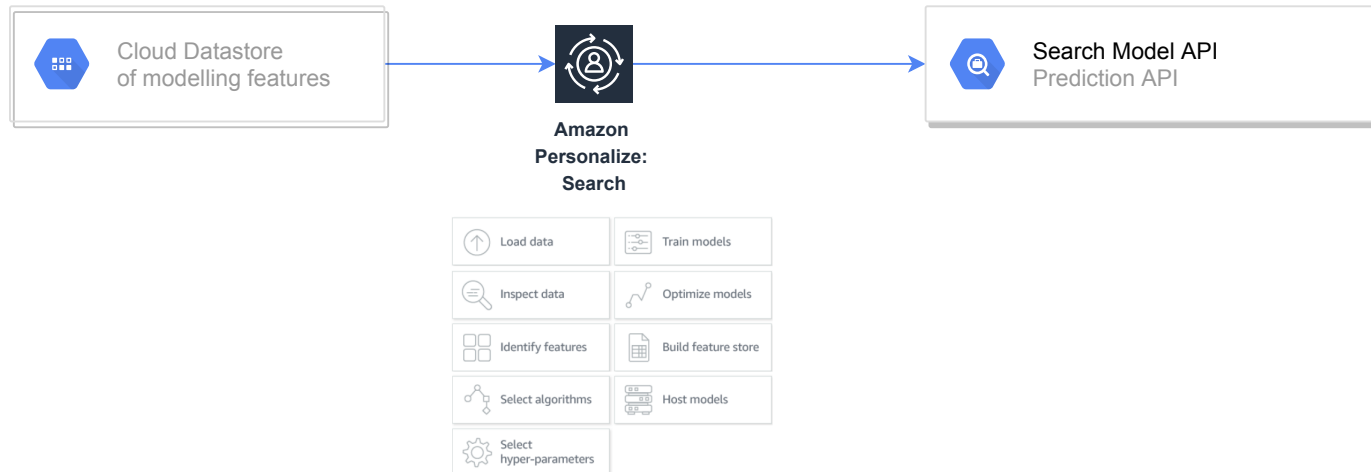 Cloud Datastore
of modelling features
Search Model API
Prediction API
Amazon
Personalize:
Search
Load data
Train models
Inspect data
Optimize models
Identify features
Build feature store
Select algorithms
Host models
Select
hyper-parameters